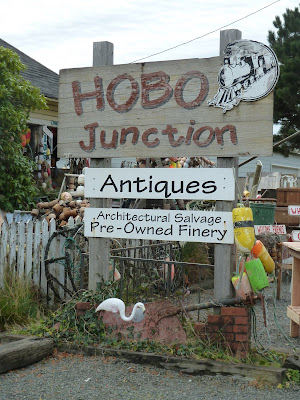 HOBO
Junction
Antiques
Architectural Salvage,
Pre-Owned Finery